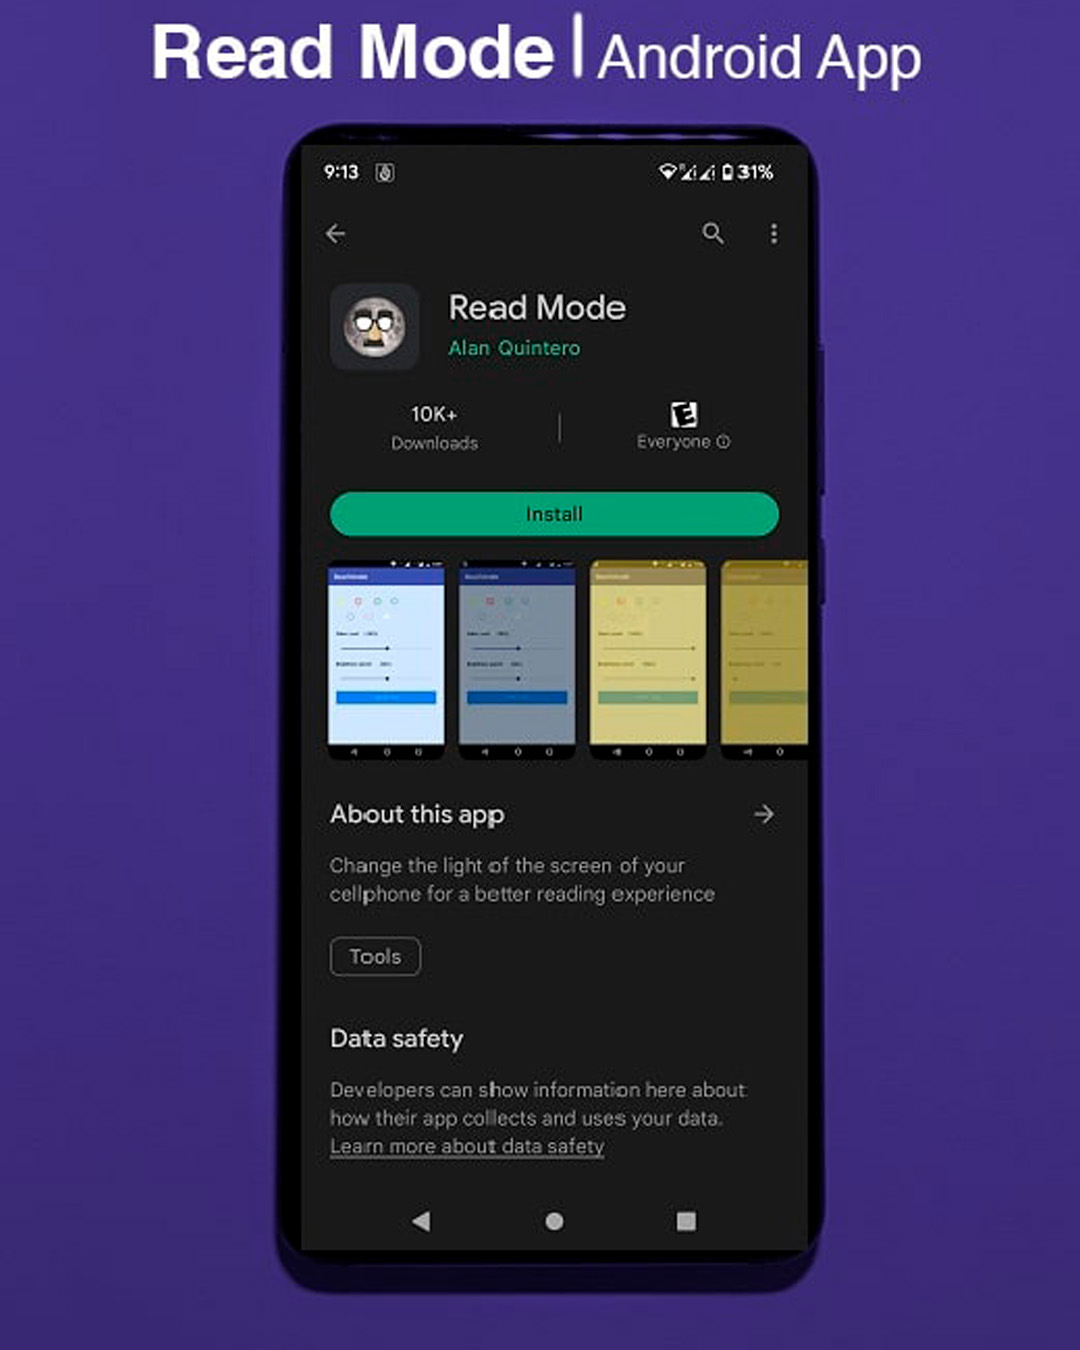 Read Mode | Android App
9:13 31%
Read Mode
Alan Quintero
10K+
Downloads
E
Everyone
Install
About this app
Change the light of the screen of your
cellphone for a better reading experience
Tools
Data safety
Developers can show information here about
how their app collects and uses your data.
Learn more about data safety